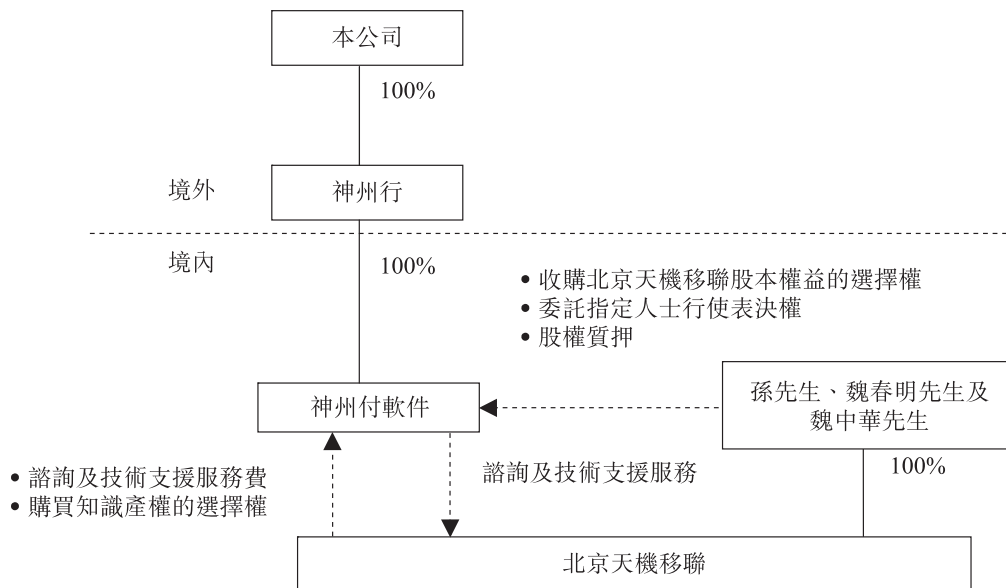 本公司
100%
境外
神州行
境內
100%
• 收購北京天機移聯股本權益的選擇權
• 委託指定人士行使表決權
• 股權質押
神州付軟件
孫先生、魏春明先生及
魏中華先生
• 諮詢及技術支援服務費
• 購買知識產權的選擇權
諮詢及技術支援服務
100%
北京天機移聯